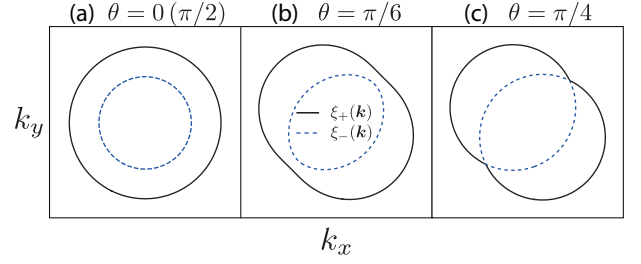 (a) θ = 0 (π/2) (b) θ = π/6 (c) θ = π/4
k_y
ξ_+(k)
ξ_-(k)
k_x